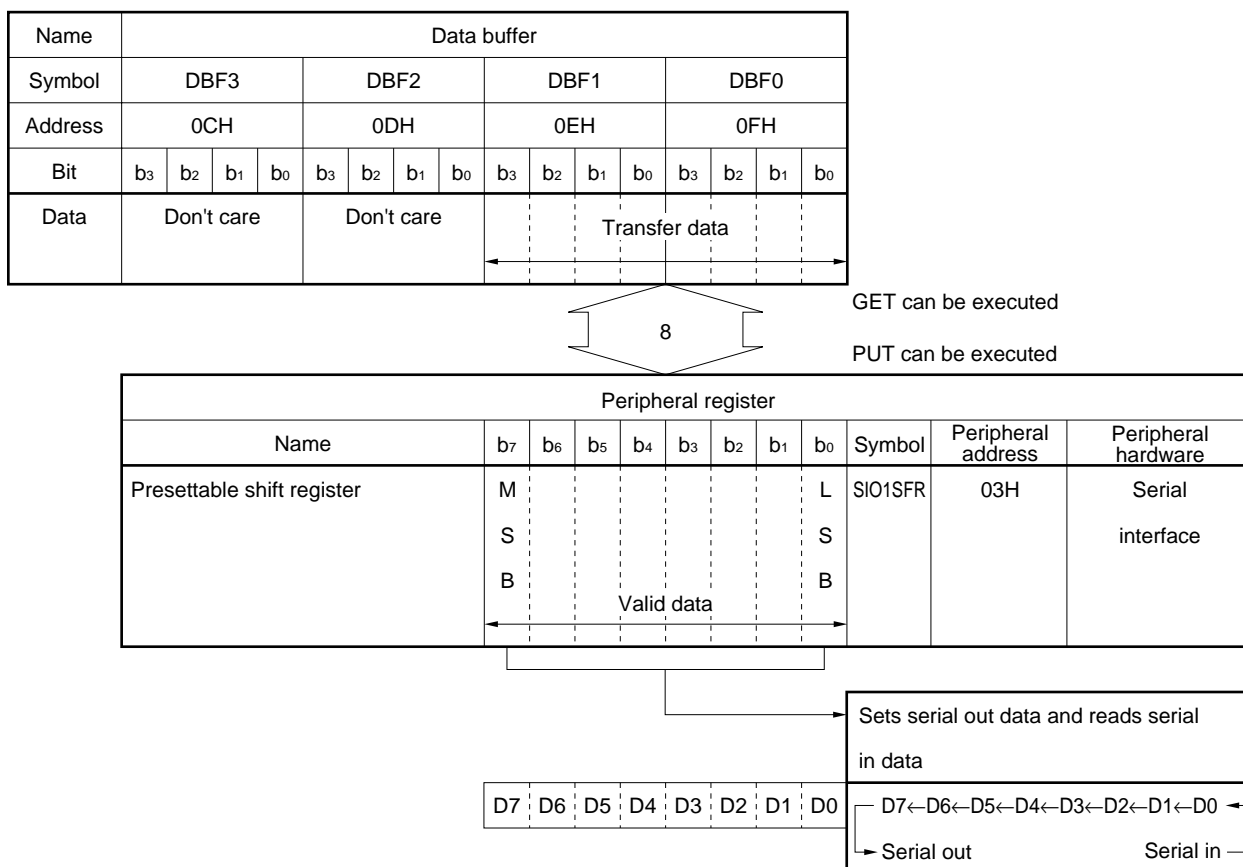 Name Data buffer
Symbol DBF3 DBF2 DBF1 DBF0
Address 0CH 0DH 0EH 0FH
Bit b3 b2 b1 b0 b3 b2 b1 b0 b3 b2 b1 b0 b3 b2 b1 b0
Data Don't care Don't care Transfer data
GET can be executed
8
PUT can be executed
Peripheral register
Name b7 b6 b5 b4 b3 b2 b1 b0 Symbol Peripheral address Peripheral hardware
Presettable shift register M L SIO1SFR 03H Serial
S S interface
B B
Valid data
Sets serial out data and reads serial
in data
D7 D6 D5 D4 D3 D2 D1 D0 D7←D6←D5←D4←D3←D2←D1←D0
Serial out Serial in